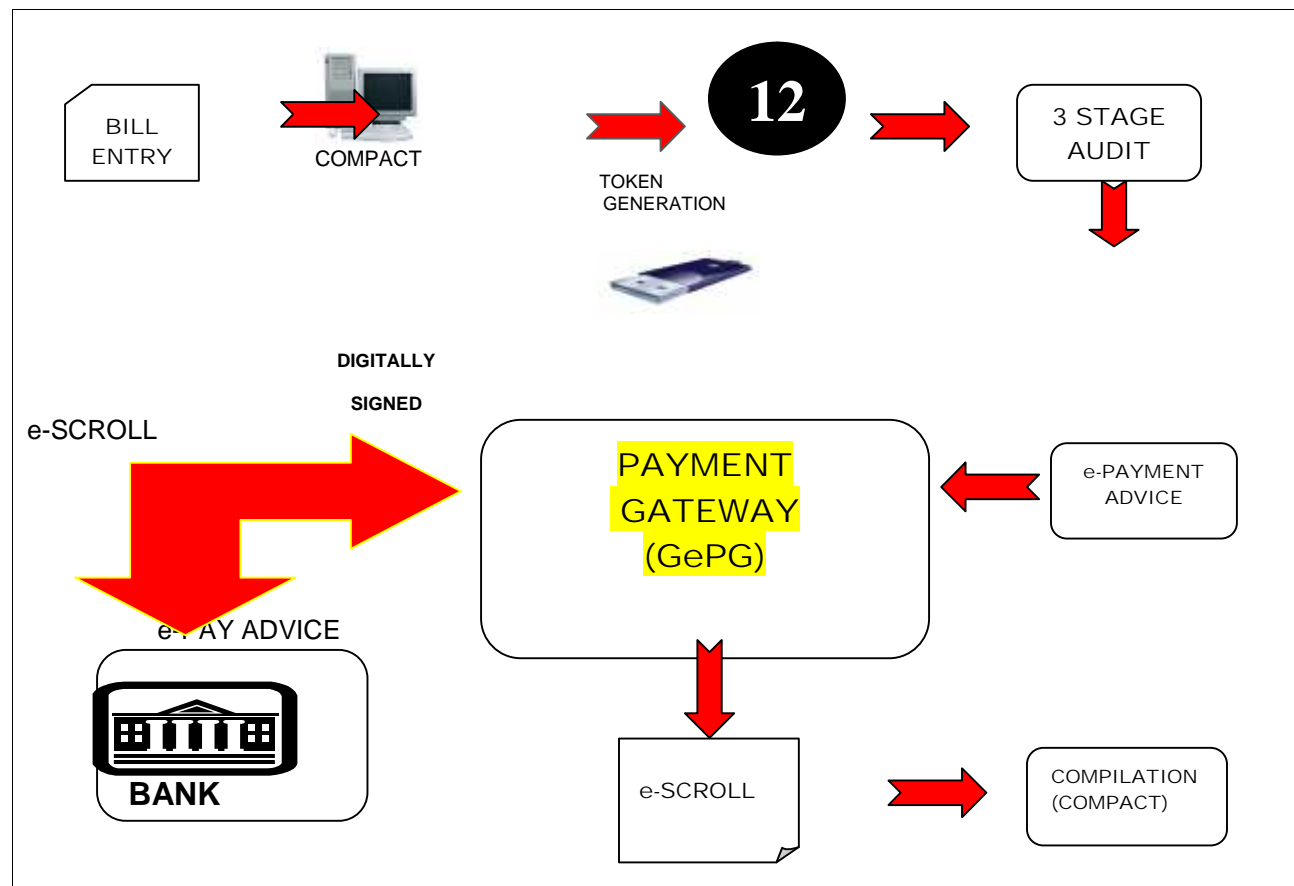 BILL
ENTRY
COMPACT
TOKEN
GENERATION
12
3 STAGE
AUDIT
DIGITALLY
SIGNED
e-SCROLL
PAYMENT
GATEWAY
(GePG)
e-PAYMENT
ADVICE
e-PAY ADVICE
BANK
e-SCROLL
COMPILATION
(COMPACT)